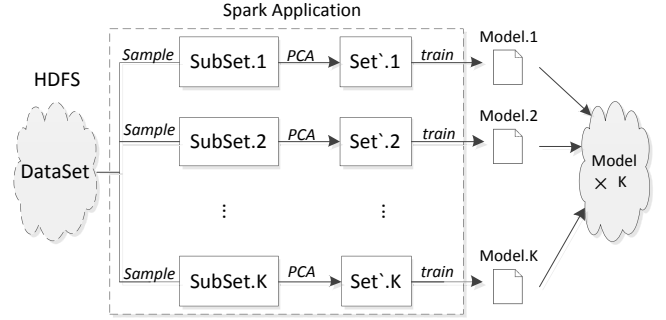 Spark Application
HDFS
DataSet
Sample SubSet.1 PCA Set`.1 train Model.1
Sample SubSet.2 PCA Set`.2 train Model.2
⋮ ⋮
Sample SubSet.K PCA Set`.K train Model.K
Model
× K